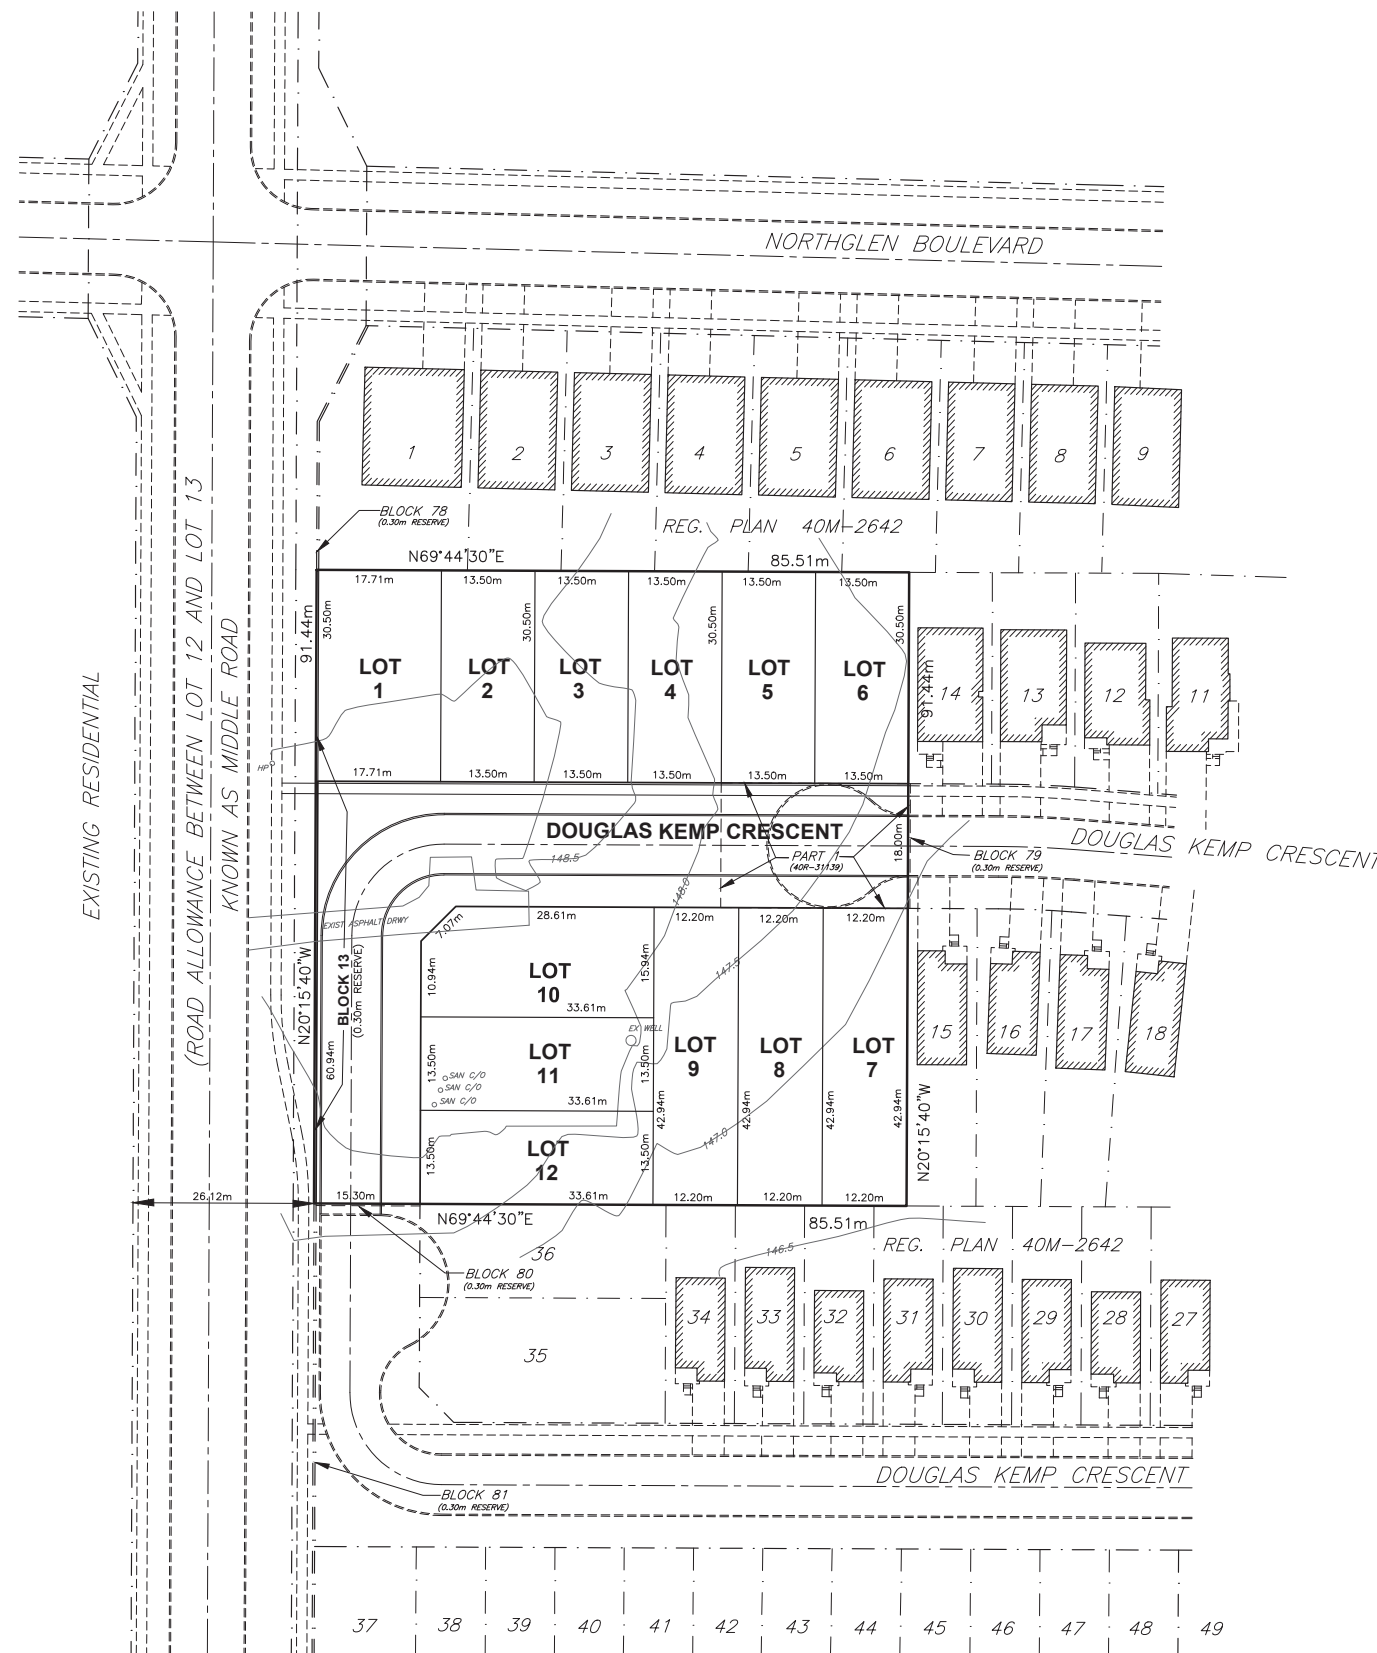 NORTHGLEN BOULEVARD
1
2
3
4
5
6
7
8
9
BLOCK 78
(0.30m RESERVE)
REG. PLAN 40M-2642
N69°44'30"E
85.51m
17.71m
13.50m
13.50m
13.50m
13.50m
13.50m
91.44m
30.50m
30.50m
30.50m
30.50m
91.44m
LOT
1
LOT
2
LOT
3
LOT
4
LOT
5
LOT
6
14
13
12
11
17.71m
13.50m
13.50m
13.50m
13.50m
13.50m
HP
EXISTING RESIDENTIAL
(ROAD ALLOWANCE BETWEEN LOT 12 AND LOT 13
KNOWN AS MIDDLE ROAD
DOUGLAS KEMP CRESCENT
DOUGLAS KEMP CRESCENT
148.5
148.0
147.5
147.0
146.5
PART 1
(40R-31139)
18.00m
BLOCK 79
(0.30m RESERVE)
EXIST ASPHALT DRWY
7.07m
28.61m
12.20m
12.20m
12.20m
N20°15'40"W
BLOCK 13
(0.30m RESERVE)
60.94m
10.94m
15.94m
LOT
10
33.61m
EX WELL
LOT
11
13.50m
13.50m
SAN C/O
SAN C/O
SAN C/O
33.61m
LOT
12
13.50m
13.50m
33.61m
LOT
9
LOT
8
LOT
7
42.94m
42.94m
42.94m
42.94m
N20°15'40"W
15
16
17
18
26.12m
15.30m
12.20m
12.20m
12.20m
N69°44'30"E
85.51m
REG. PLAN 40M-2642
36
BLOCK 80
(0.30m RESERVE)
35
34
33
32
31
30
29
28
27
DOUGLAS KEMP CRESCENT
BLOCK 81
(0.30m RESERVE)
37
38
39
40
41
42
43
44
45
46
47
48
49